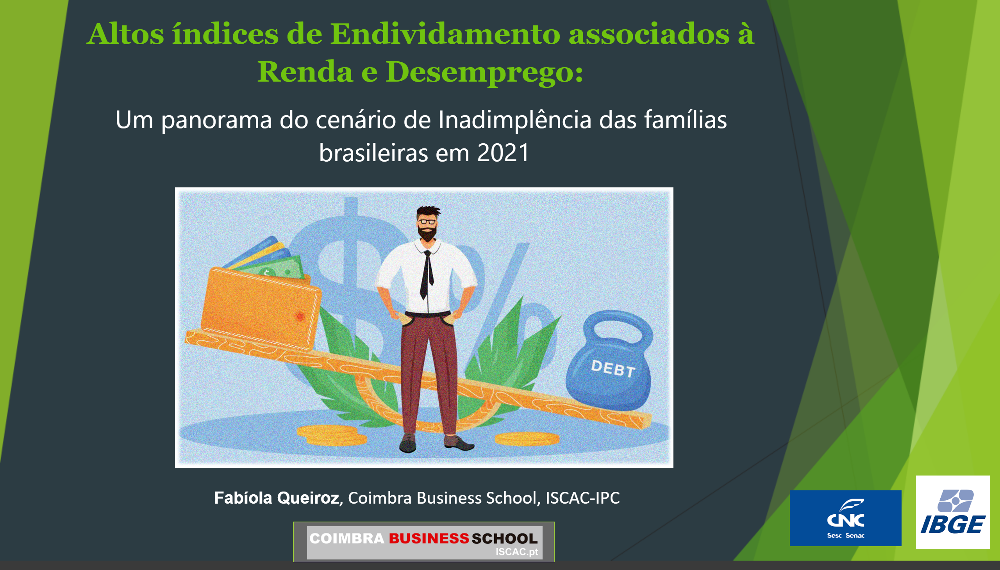 Altos índices de Endividamento associados à
Renda e Desemprego:
Um panorama do cenário de Inadimplência das famílias
brasileiras em 2021
$ %
DEBT
Fabíola Queiroz, Coimbra Business School, ISCAC-IPC
COIMBRA BUSINESS SCHOOL
ISCAC.pt
CNC
Sesc Senac
IBGE